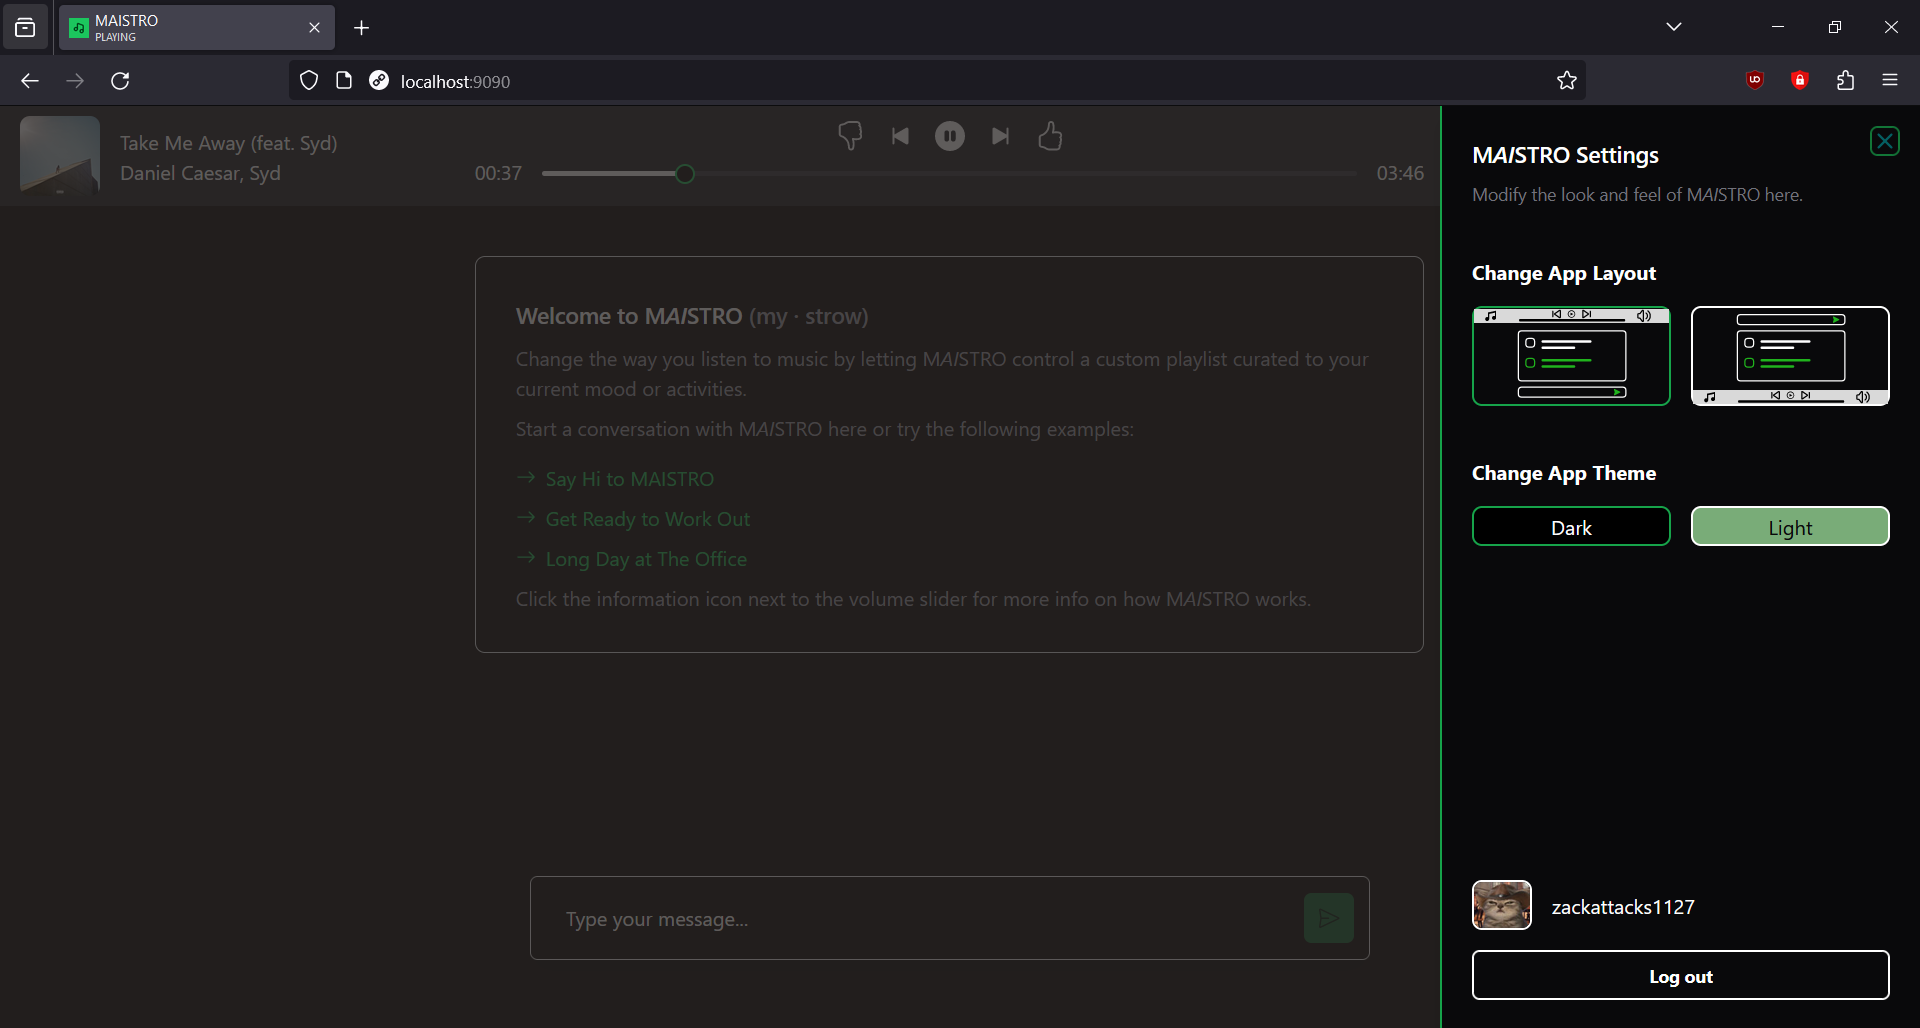 MAISTRO
PLAYING
localhost:9090
Take Me Away (feat. Syd)
Daniel Caesar, Syd
00:37
03:46
Welcome to MAISTRO (my · strow)
Change the way you listen to music by letting MAISTRO control a custom playlist curated to your
current mood or activities.
Start a conversation with MAISTRO here or try the following examples:
→ Say Hi to MAISTRO
→ Get Ready to Work Out
→ Long Day at The Office
Click the information icon next to the volume slider for more info on how MAISTRO works.
Type your message...
MAISTRO Settings
Modify the look and feel of MAISTRO here.
Change App Layout
Change App Theme
Dark
Light
zackattacks1127
Log out